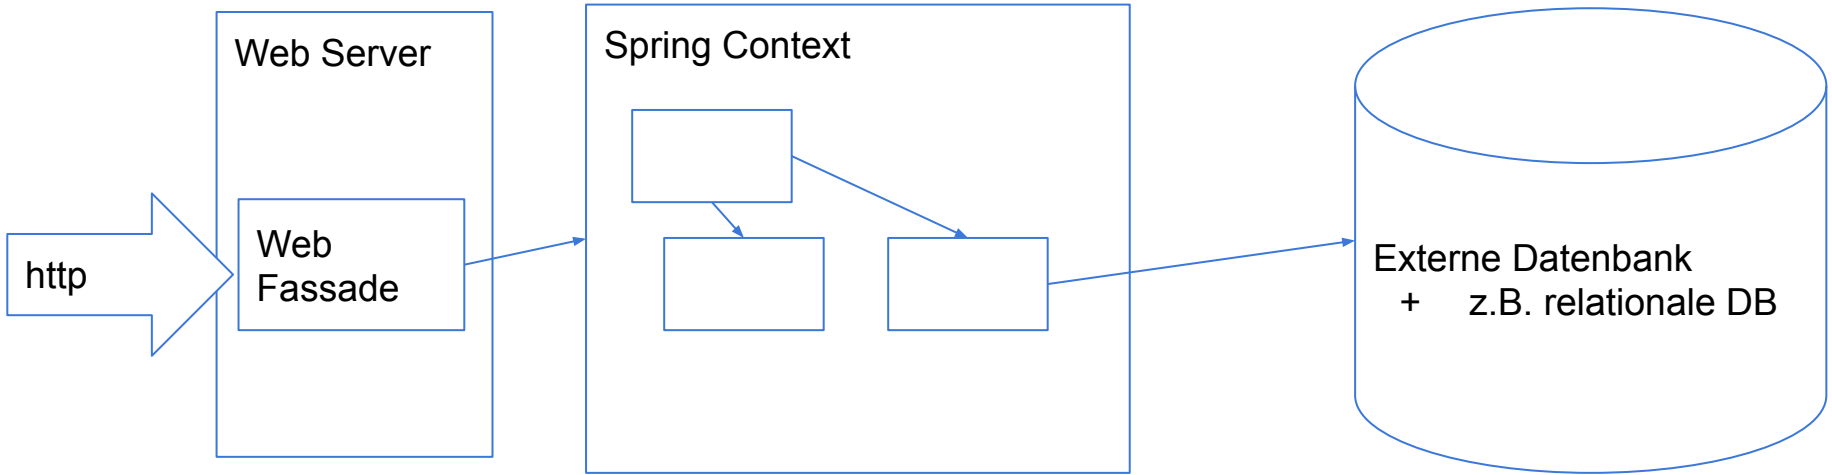 http
Web Server
Web
Fassade
Spring Context
Externe Datenbank
+ z.B. relationale DB